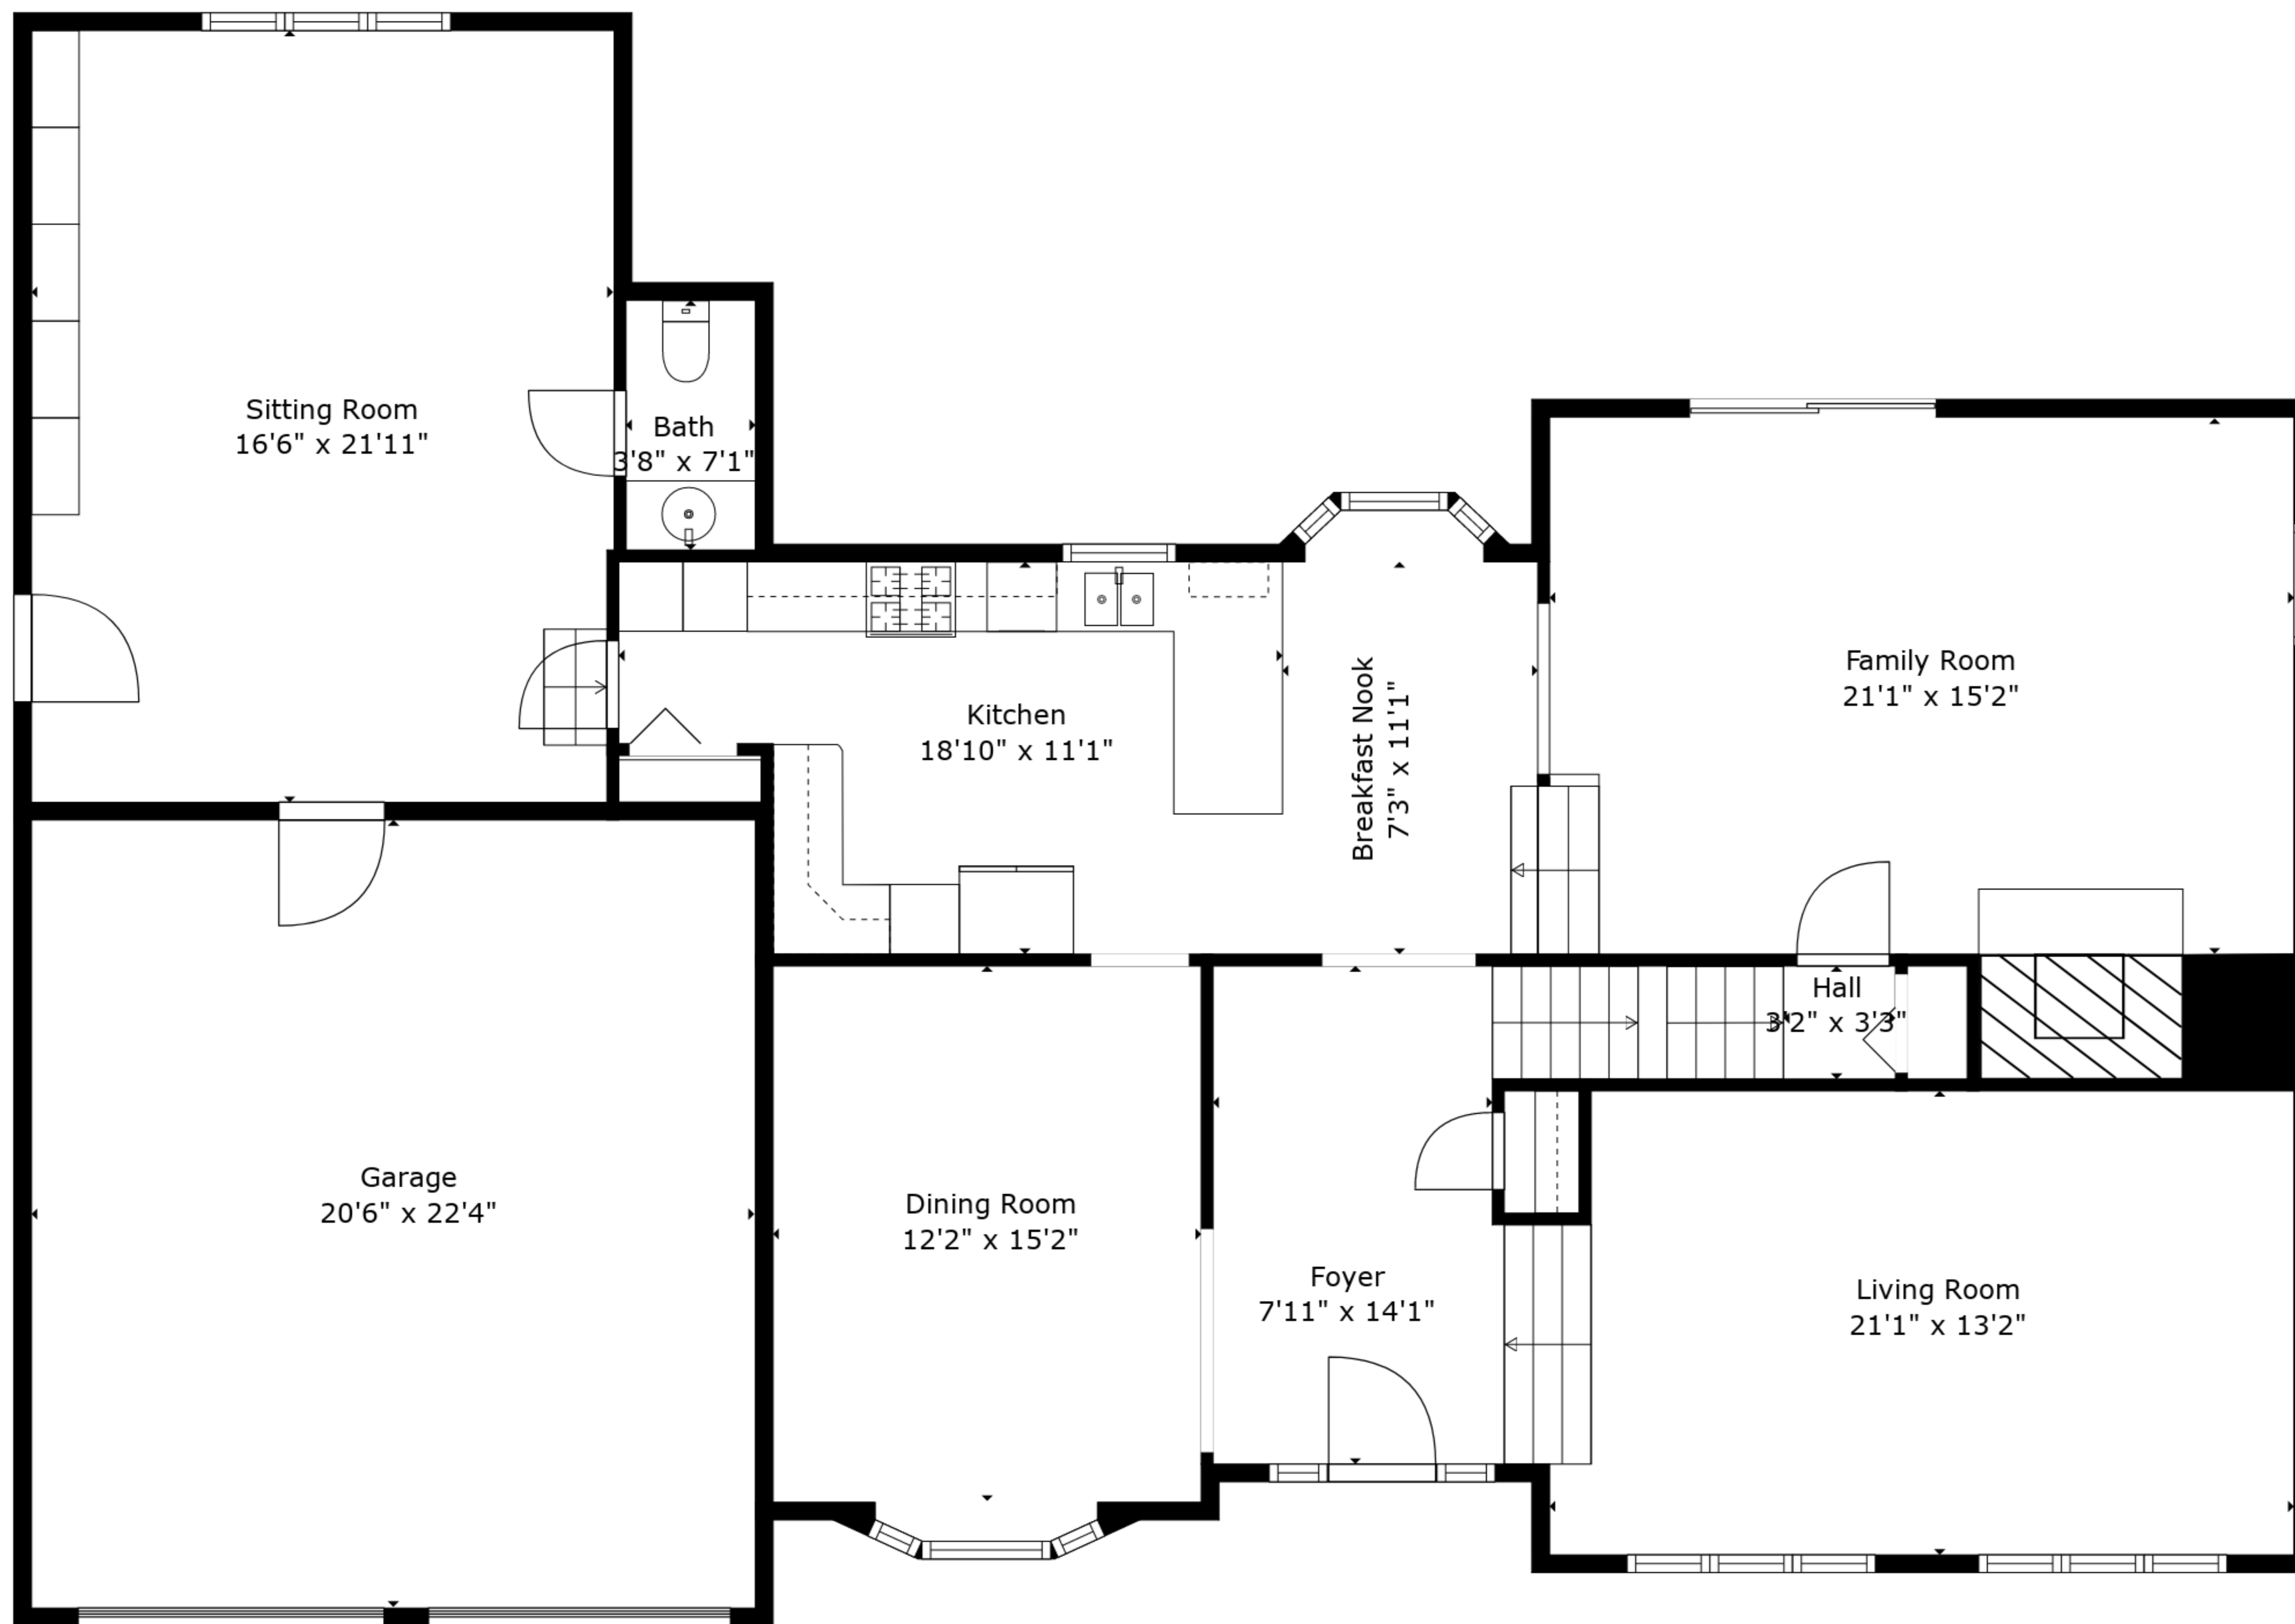 Sitting Room
16'6" x 21'11"
Bath
3'8" x 7'1"
Kitchen
18'10" x 11'1"
Breakfast Nook
7'3" x 11'1"
Family Room
21'1" x 15'2"
Hall
3'2" x 3'3"
Garage
20'6" x 22'4"
Dining Room
12'2" x 15'2"
Foyer
7'11" x 14'1"
Living Room
21'1" x 13'2"